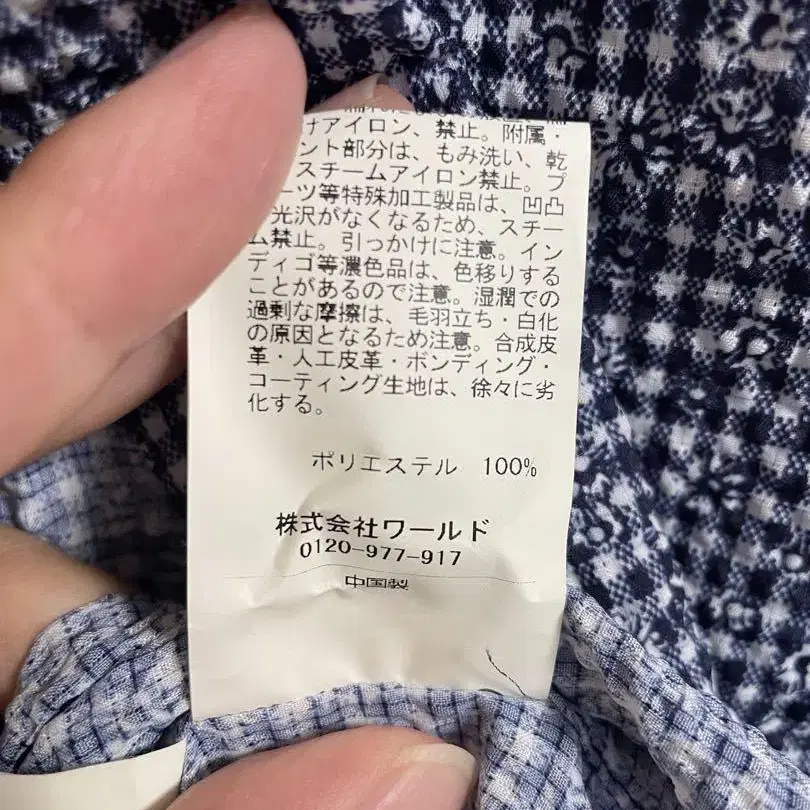 けアイロン、禁止。附属・
ント部分は、もみ洗い、乾
スチームアイロン禁止。プ
ーツ等特殊加工製品は、凹凸
光沢がなくなるため、スチー
ム禁止。引っかけに注意。イン
ディゴ等濃色品は、色移りする
ことがあるので注意。湿潤での
過剰な摩擦は、毛羽立ち・白化
の原因となるため注意。合成皮
革・人工皮革・ボンディング・
コーティング生地は、徐々に劣
化する。
ポリエステル 100%
株式会社ワールド
0120-977-917
中国製